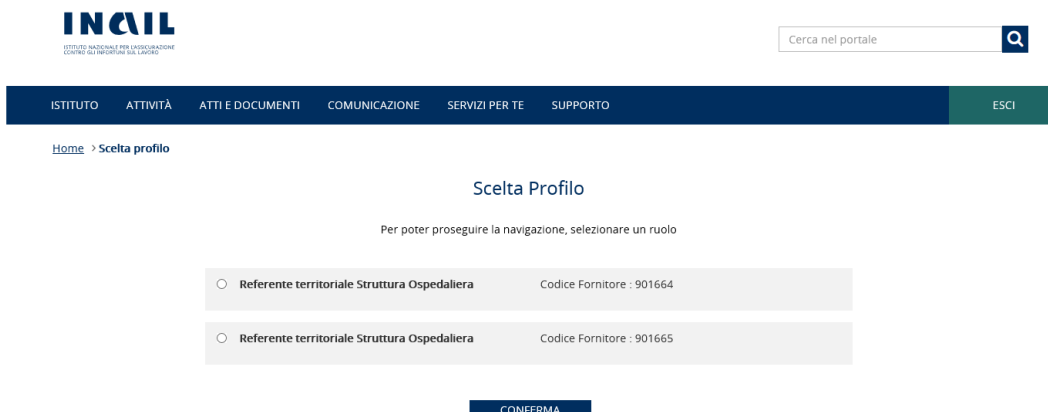 INAIL
ISTITUTO NAZIONALE PER L'ASSICURAZIONE
CONTRO GLI INFORTUNI SUL LAVORO
Cerca nel portale
ISTITUTO ATTIVITÀ ATTI E DOCUMENTI COMUNICAZIONE SERVIZI PER TE SUPPORTO ESCI
Home > Scelta profilo
Scelta Profilo
Per poter proseguire la navigazione, selezionare un ruolo
Referente territoriale Struttura Ospedaliera Codice Fornitore : 901664
Referente territoriale Struttura Ospedaliera Codice Fornitore : 901665
CONFERMA